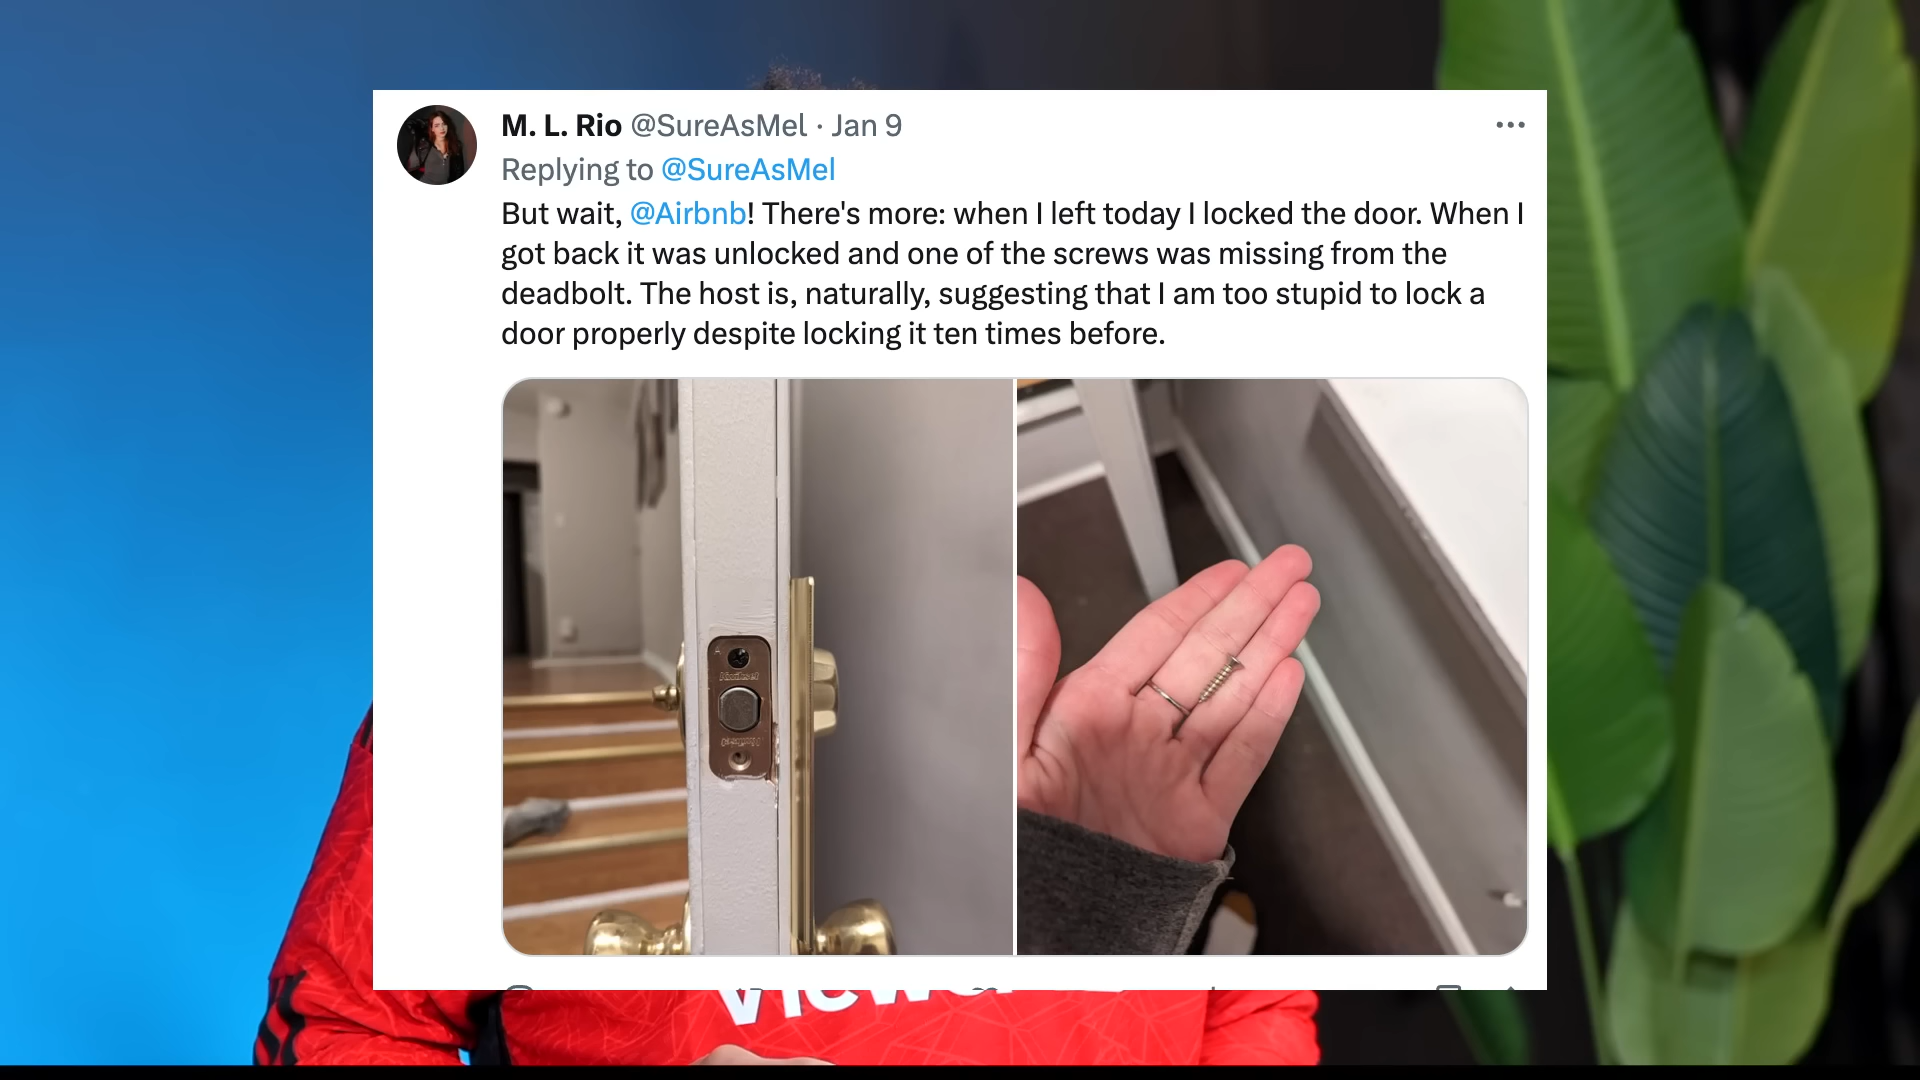 M. L. Rio @SureAsMel · Jan 9
Replying to @SureAsMel
But wait, @Airbnb! There's more: when I left today I locked the door. When I
got back it was unlocked and one of the screws was missing from the
deadbolt. The host is, naturally, suggesting that I am too stupid to lock a
door properly despite locking it ten times before.